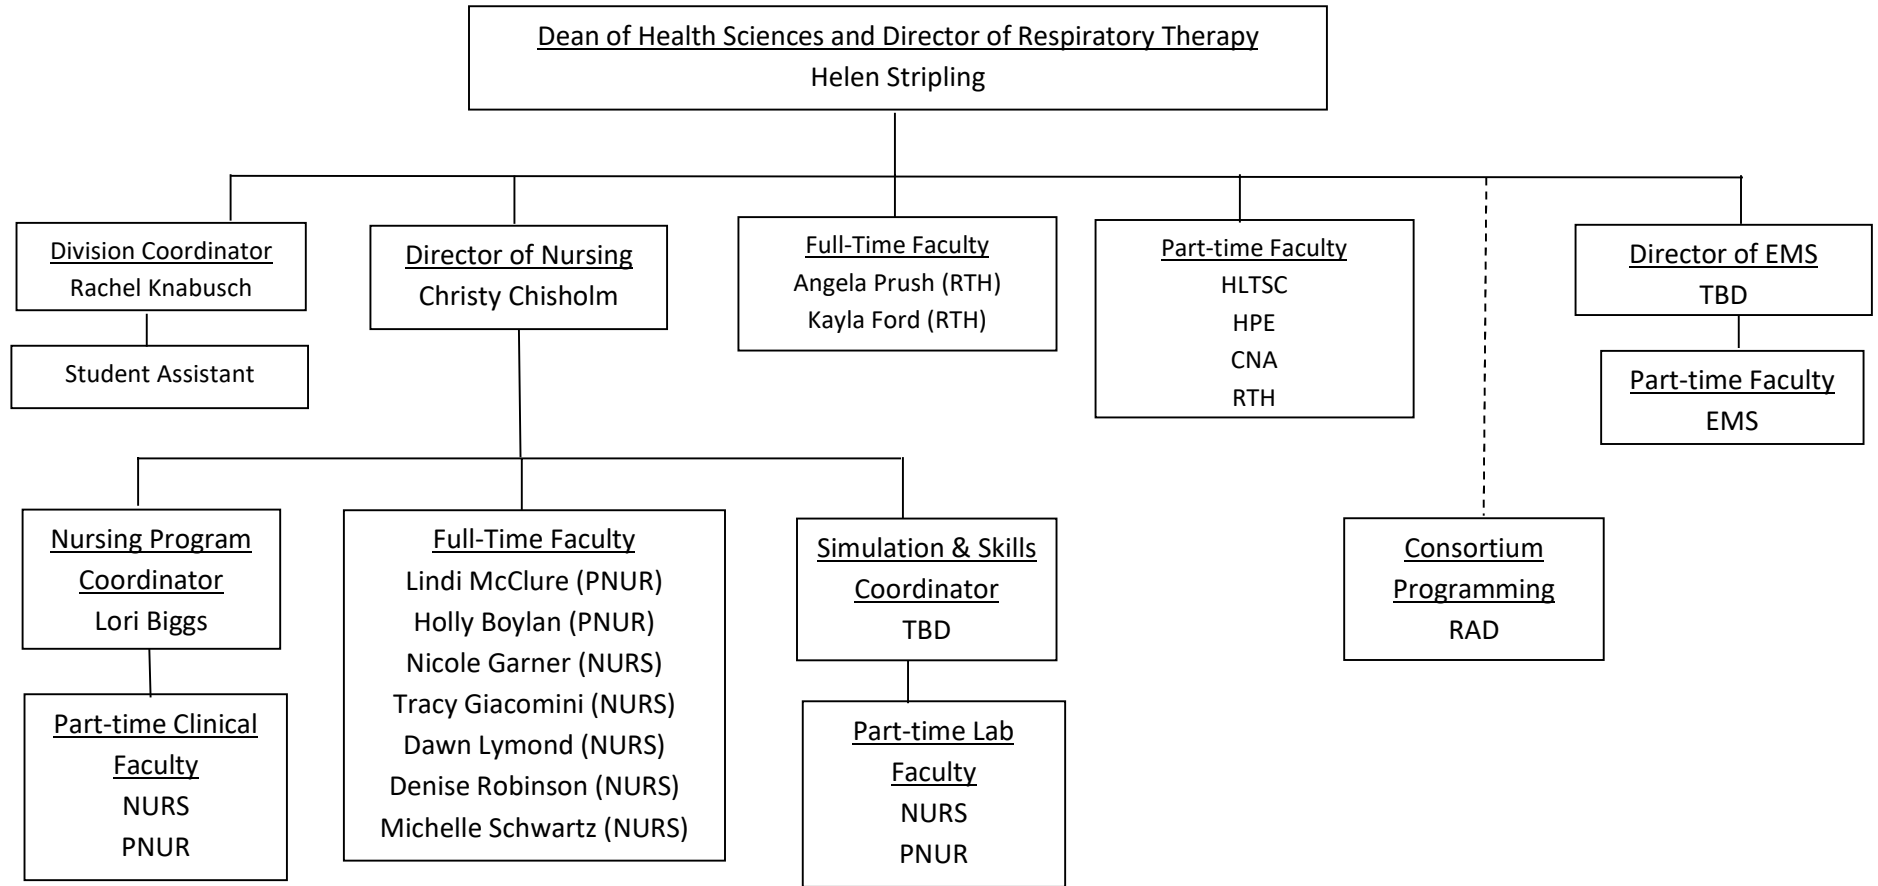 Dean of Health Sciences and Director of Respiratory Therapy
Helen Stripling
Division Coordinator
Rachel Knabusch
Student Assistant
Director of Nursing
Christy Chisholm
Full-Time Faculty
Angela Prush (RTH)
Kayla Ford (RTH)
Part-time Faculty
HLTSC
HPE
CNA
RTH
Director of EMS
TBD
Part-time Faculty
EMS
Nursing Program
Coordinator
Lori Biggs
Part-time Clinical
Faculty
NURS
PNUR
Full-Time Faculty
Lindi McClure (PNUR)
Holly Boylan (PNUR)
Nicole Garner (NURS)
Tracy Giacomini (NURS)
Dawn Lymond (NURS)
Denise Robinson (NURS)
Michelle Schwartz (NURS)
Simulation & Skills
Coordinator
TBD
Part-time Lab
Faculty
NURS
PNUR
Consortium
Programming
RAD